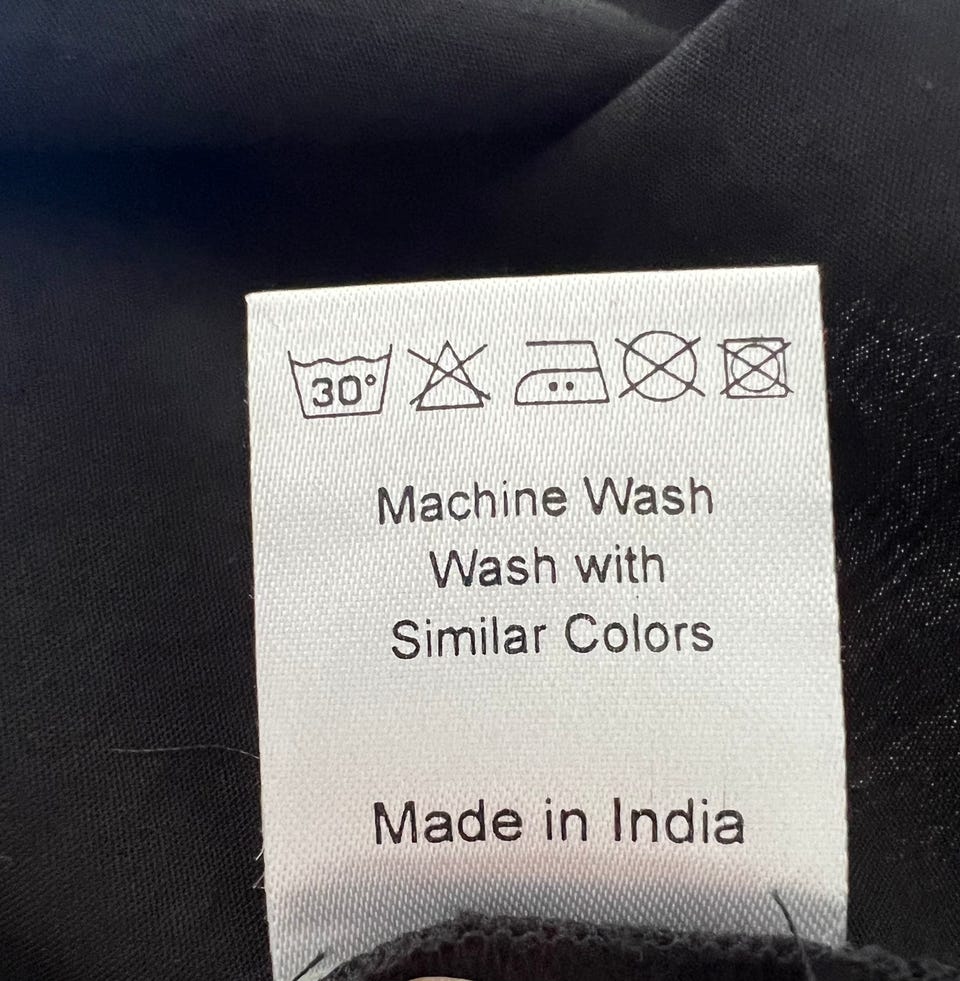 30°
Machine Wash
Wash with
Similar Colors
Made in India